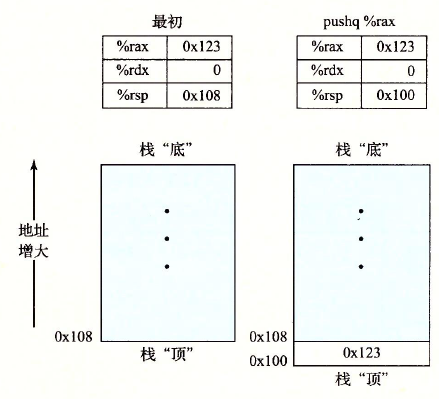 最初
%rax 0x123
%rdx 0
%rsp 0x108
pushq %rax
%rax 0x123
%rdx 0
%rsp 0x100
地址
增大
栈“底”
0x108
栈“顶”
栈“底”
0x108
0x100
0x123
栈“顶”